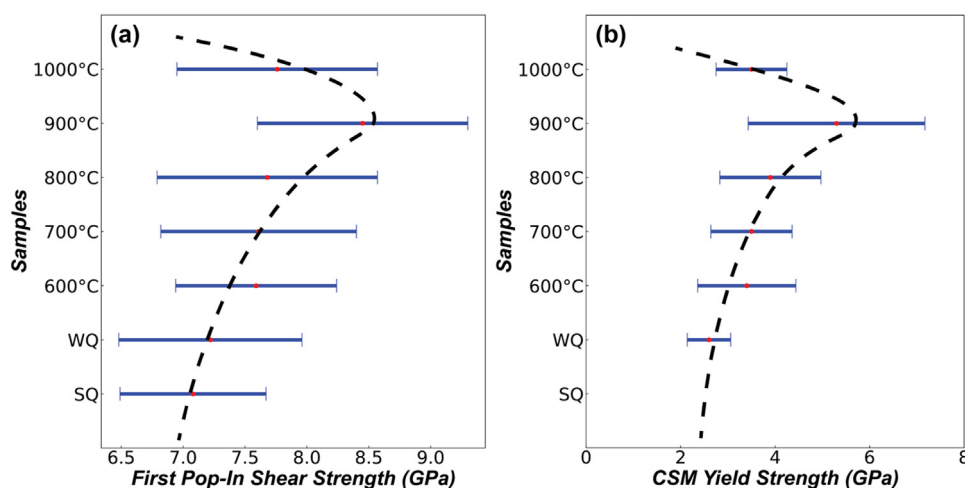 (a)
1000°C
900°C
800°C
700°C
600°C
WQ
SQ
Samples
6.5 7.0 7.5 8.0 8.5 9.0
First Pop-In Shear Strength (GPa)
(b)
1000°C
900°C
800°C
700°C
600°C
WQ
SQ
Samples
0 2 4 6 8
CSM Yield Strength (GPa)